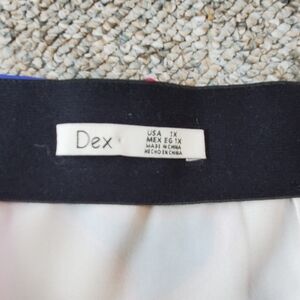 Dex
USA 1X
MEX EG 1X
MADE IN CHINA
HECHO EN CHINA